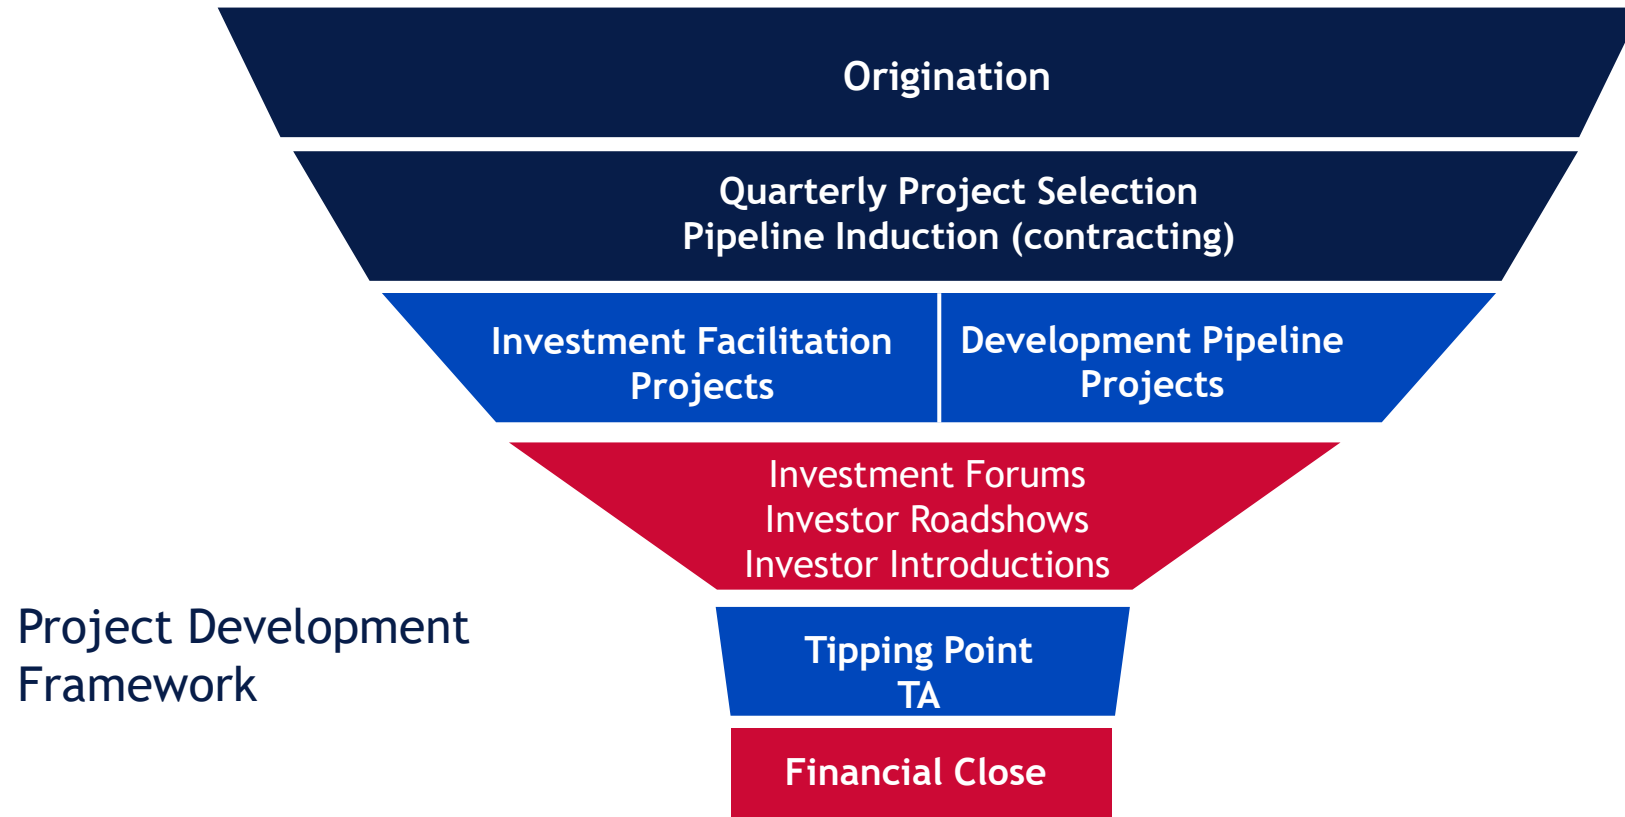 Origination
Quarterly Project Selection
Pipeline Induction (contracting)
Investment Facilitation
Projects
Development Pipeline
Projects
Investment Forums
Investor Roadshows
Investor Introductions
Project Development
Framework
Tipping Point
TA
Financial Close